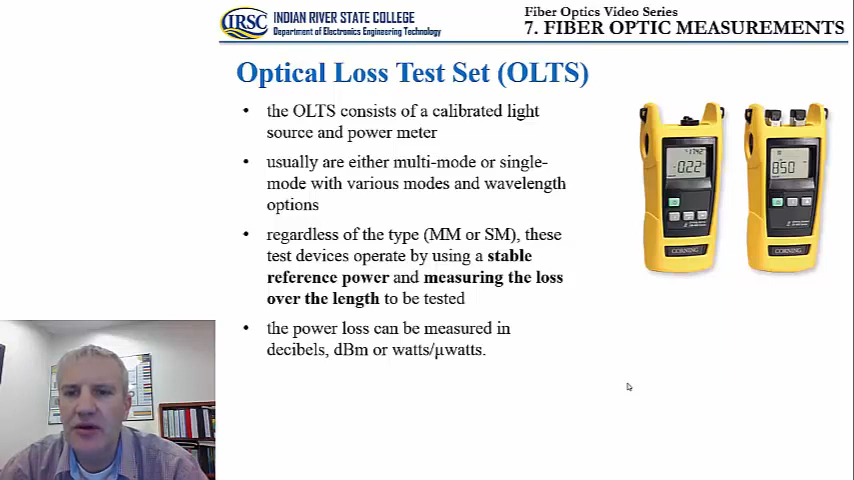 IRSC
INDIAN RIVER STATE COLLEGE
Department of Electronics Engineering Technology
Fiber Optics Video Series
7. FIBER OPTIC MEASUREMENTS
Optical Loss Test Set (OLTS)
• the OLTS consists of a calibrated light
source and power meter
• usually are either multi-mode or single-
mode with various modes and wavelength
options
• regardless of the type (MM or SM), these
test devices operate by using a stable
reference power and measuring the loss
over the length to be tested
• the power loss can be measured in
decibels, dBm or watts/μwatts.
-022
850
CORNING
CORNING